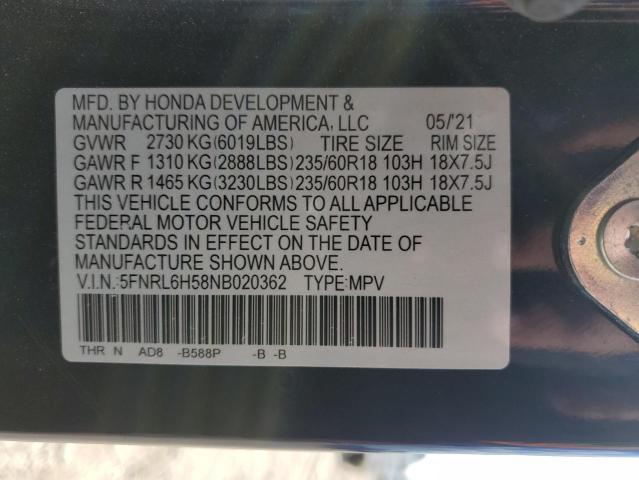 MFD. BY HONDA DEVELOPMENT &
MANUFACTURING OF AMERICA, LLC 05/'21
GVWR 2730 KG(6019LBS) TIRE SIZE RIM SIZE
GAWR F 1310 KG(2888LBS)235/60R18 103H 18X7.5J
GAWR R 1465 KG(3230LBS)235/60R18 103H 18X7.5J
THIS VEHICLE CONFORMS TO ALL APPLICABLE
FEDERAL MOTOR VEHICLE SAFETY
STANDARDS IN EFFECT ON THE DATE OF
MANUFACTURE SHOWN ABOVE.
V.I.N.:5FNRL6H58NB020362 TYPE:MPV
THR N AD8 -B588P -B -B